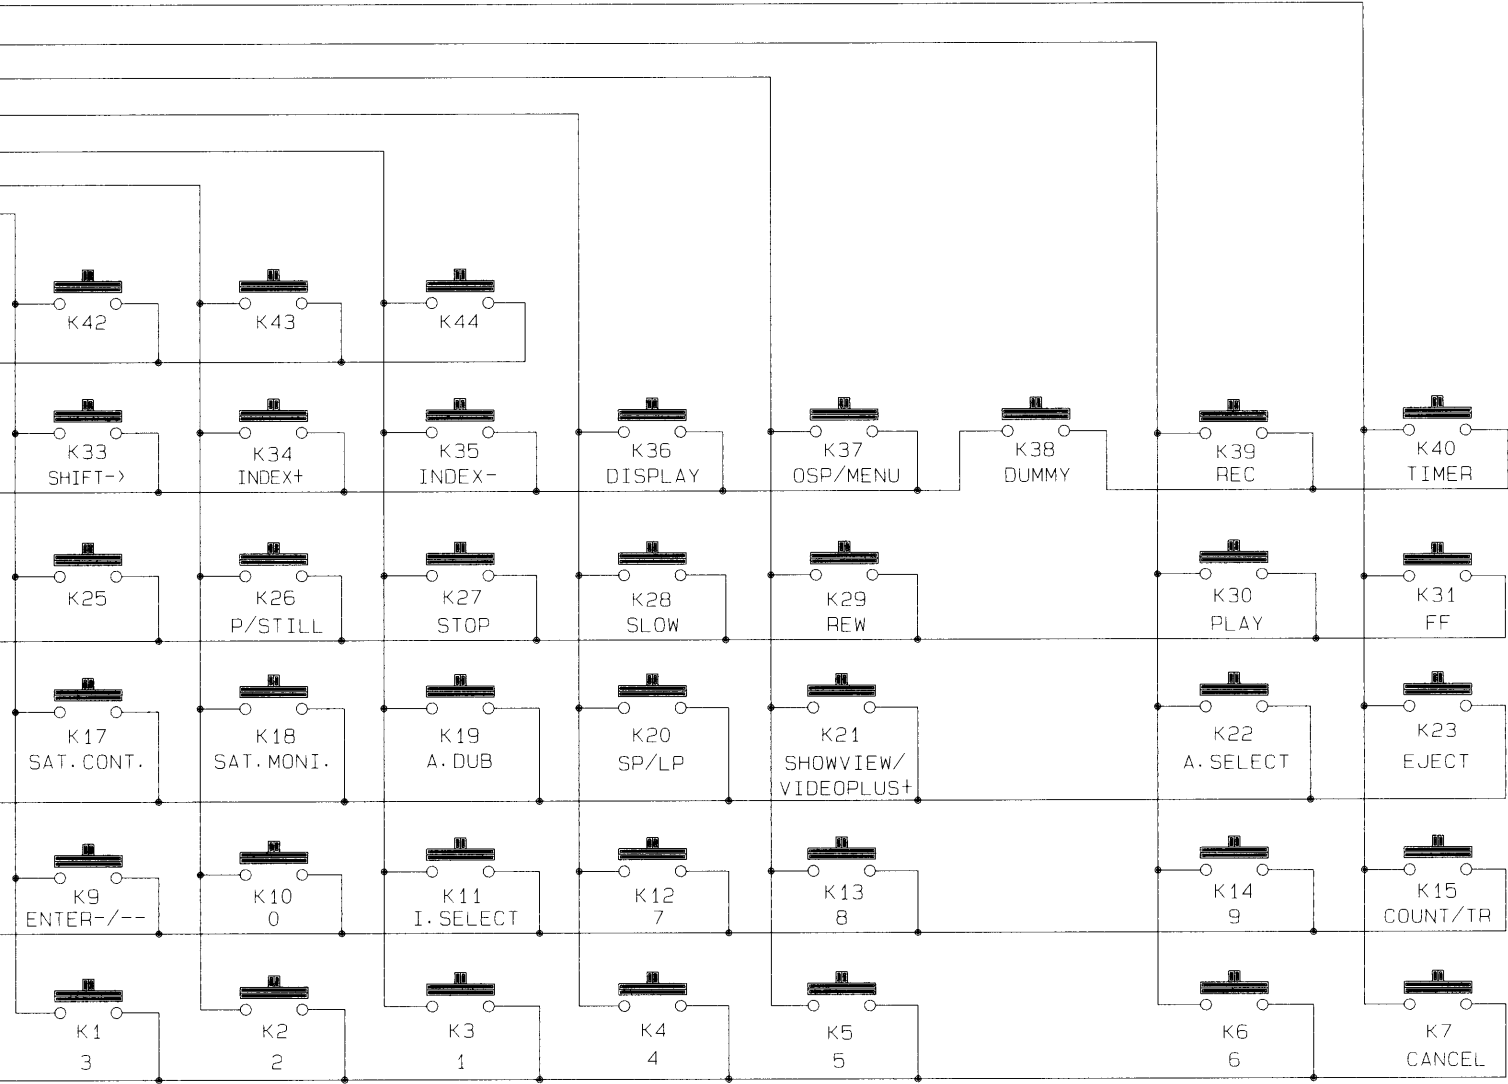 K42
K43
K44
K33
SHIFT->
K34
INDEX+
K35
INDEX-
K36
DISPLAY
K37
OSP/MENU
K38
DUMMY
K39
REC
K40
TIMER
K25
K26
P/STILL
K27
STOP
K28
SLOW
K29
REW
K30
PLAY
K31
FF
K17
SAT.CONT.
K18
SAT.MONI.
K19
A.DUB
K20
SP/LP
K21
SHOWVIEW/
VIDEOPLUS+
K22
A.SELECT
K23
EJECT
K9
ENTER-/--
K10
0
K11
I.SELECT
K12
7
K13
8
K14
9
K15
COUNT/TR
K1
3
K2
2
K3
1
K4
4
K5
5
K6
6
K7
CANCEL